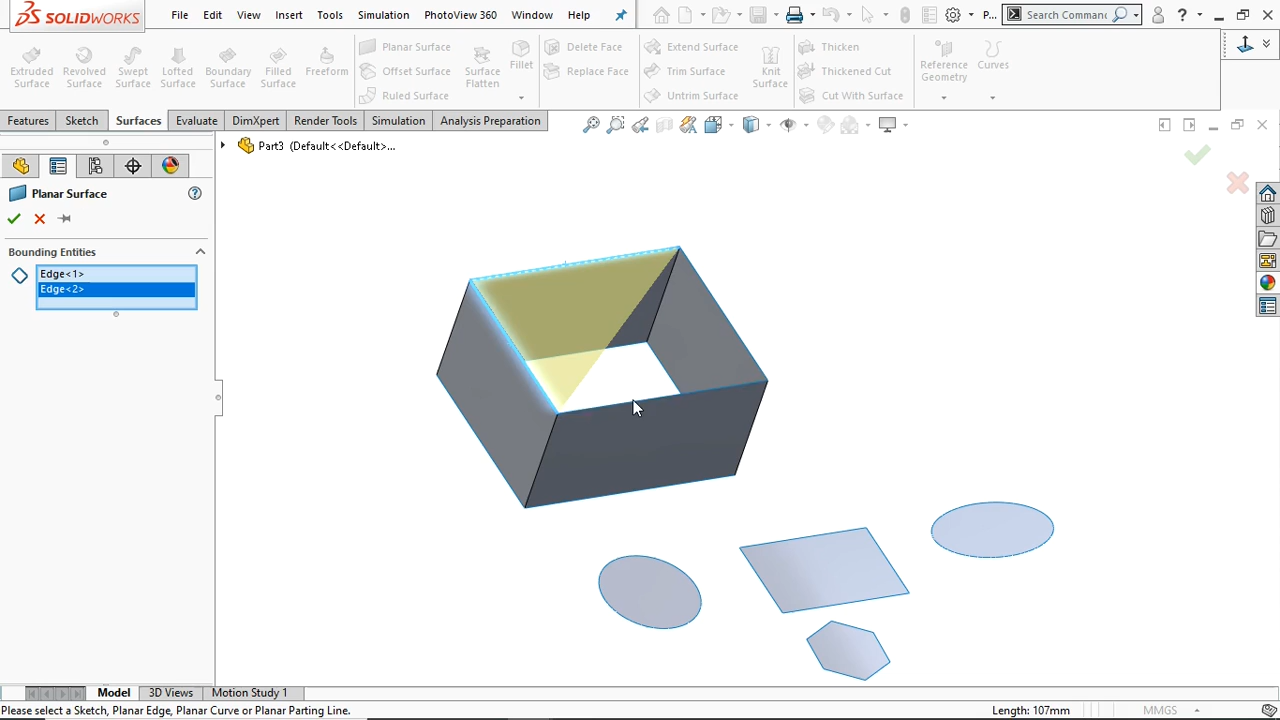 SOLIDWORKS File Edit View Insert Tools Simulation PhotoView 360 Window Help P... Search Commanc ?
Extruded Surface Revolved Surface Swept Surface Lofted Surface Boundary Surface Filled Surface Freeform Planar Surface Offset Surface Ruled Surface Surface Flatten Fillet Delete Face Replace Face Extend Surface Trim Surface Untrim Surface Knit Surface Thicken Thickened Cut Cut With Surface Reference Geometry Curves
Features Sketch Surfaces Evaluate DimXpert Render Tools Simulation Analysis Preparation
Part3 (Default<<Default>...
Planar Surface ?
Bounding Entities
Edge<1>
Edge<2>
Model 3D Views Motion Study 1
Please select a Sketch, Planar Edge, Planar Curve or Planar Parting Line. Length: 107mm MMGS